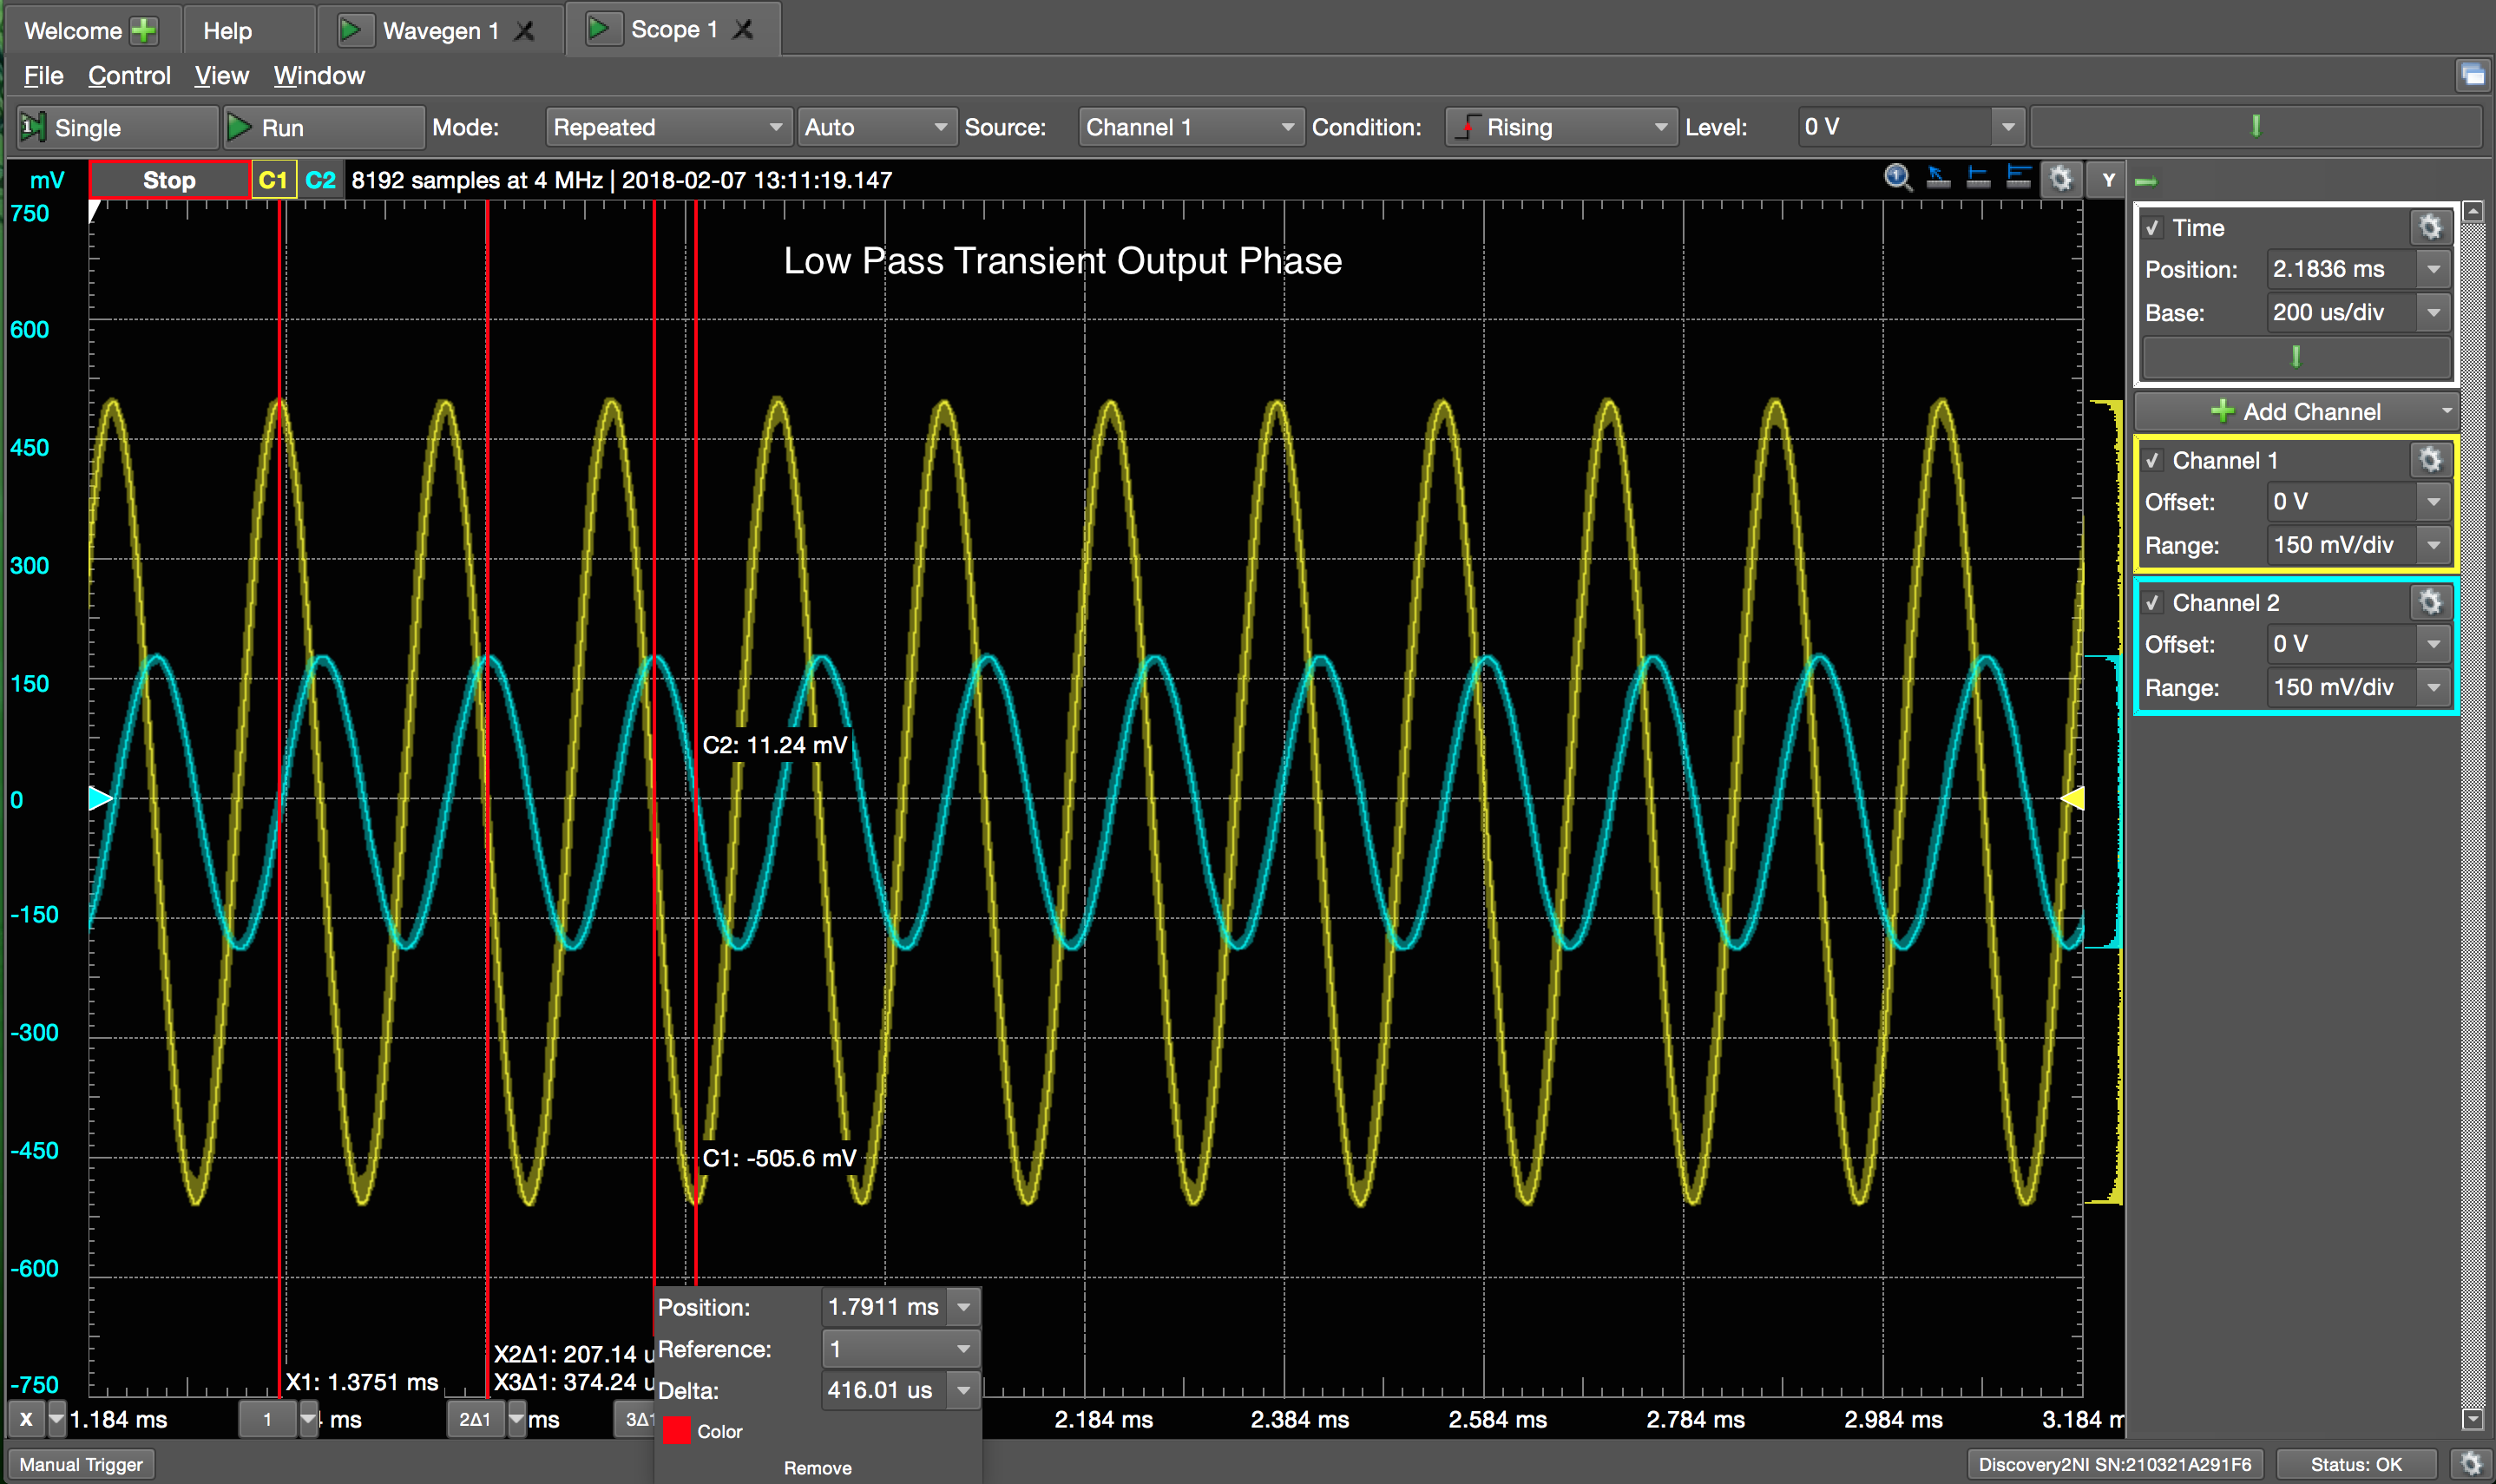 Welcome Help Wavegen 1 Scope 1
File Control View Window
1 Single Run Mode: Repeated Auto Source: Channel 1 Condition: Rising Level: 0 V
mV Stop C1 C2 8192 samples at 4 MHz | 2018-02-07 13:11:19.147 1 Y
Low Pass Transient Output Phase
750
600
450
300
150
0
-150
-300
-450
-600
-750
C2: 11.24 mV
C1: -505.6 mV
X1: 1.3751 ms
X2Δ1: 207.14 u
X3Δ1: 374.24 u
Position: 1.7911 ms
Reference: 1
Delta: 416.01 us
Color
Remove
X 1.184 ms 1 ms 2Δ1 ms 3Δ1 2.184 ms 2.384 ms 2.584 ms 2.784 ms 2.984 ms 3.184 m
Time
Position: 2.1836 ms
Base: 200 us/div
Add Channel
Channel 1
Offset: 0 V
Range: 150 mV/div
Channel 2
Offset: 0 V
Range: 150 mV/div
Manual Trigger Discovery2NI SN:210321A291F6 Status: OK